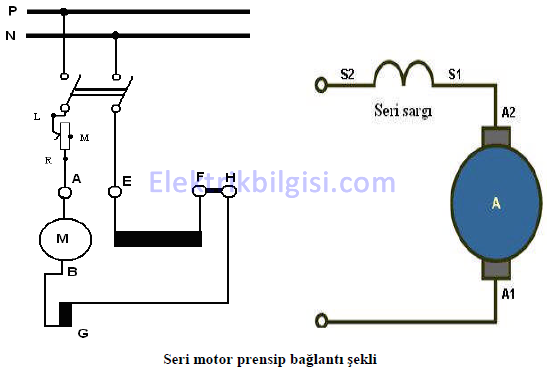 P
N
L
M
R
A
E
F
H
M
B
G
S2
S1
Seri sargı
A2
A
A1
Elektrikbilgisi.com
Seri motor prensip bağlantı şekli